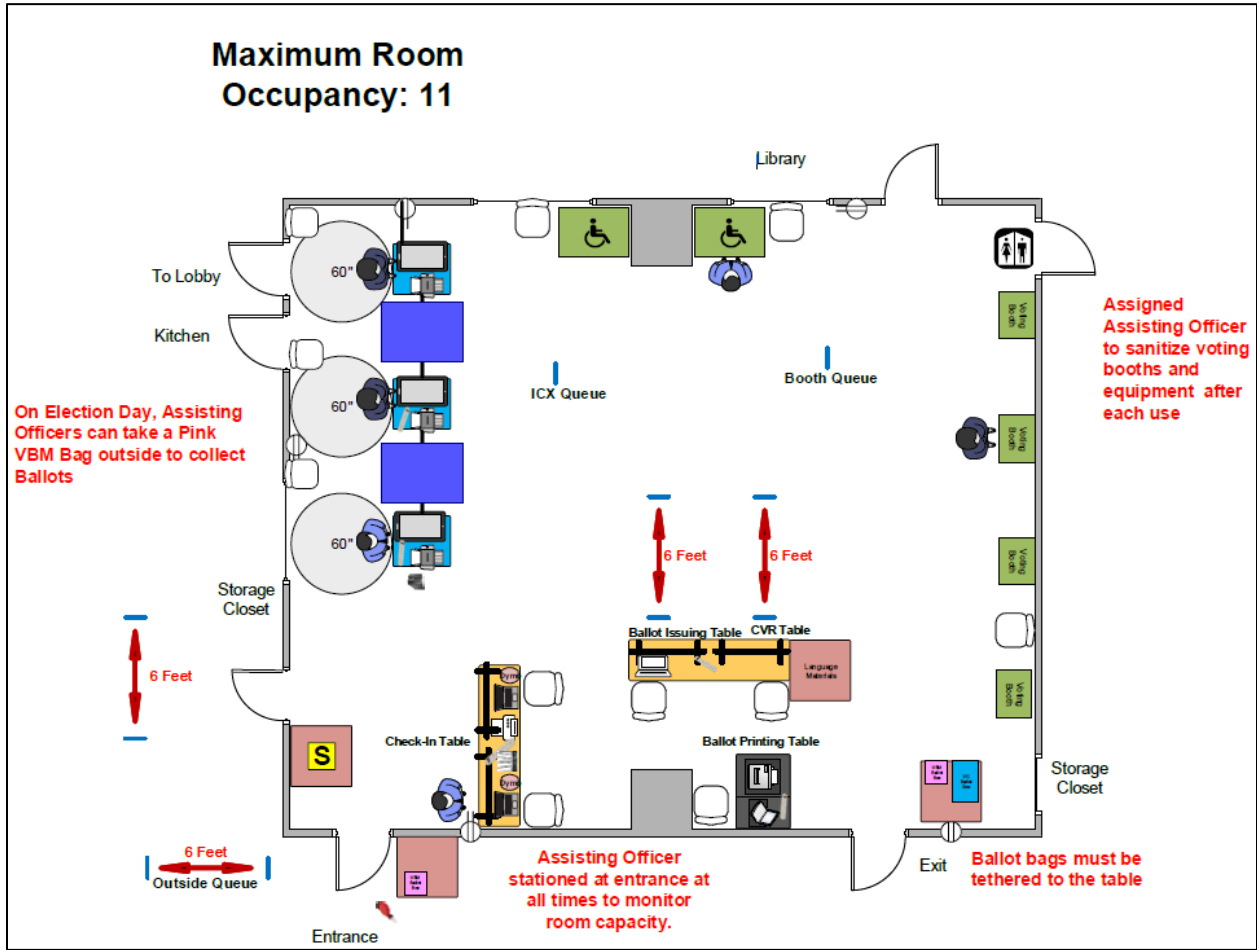 Maximum Room
Occupancy: 11
Library
To Lobby
60"
Kitchen
Voting
Booth
Assigned
Assisting Officer
to sanitize voting
booths and
equipment after
each use
ICX Queue
Booth Queue
On Election Day, Assisting
Officers can take a Pink
VBM Bag outside to collect
Ballots
60"
Voting
Booth
60"
6 Feet
6 Feet
Voting
Booth
Storage
Closet
6 Feet
Ballot Issuing Table
CVR Table
Language
Materials
Dymo
Voting
Booth
Check-In Table
S
Ballot Printing Table
Dymo
Storage
Closet
6 Feet
Outside Queue
Assisting Officer
stationed at entrance at
all times to monitor
room capacity.
Exit
Ballot bags must be
tethered to the table
Entrance